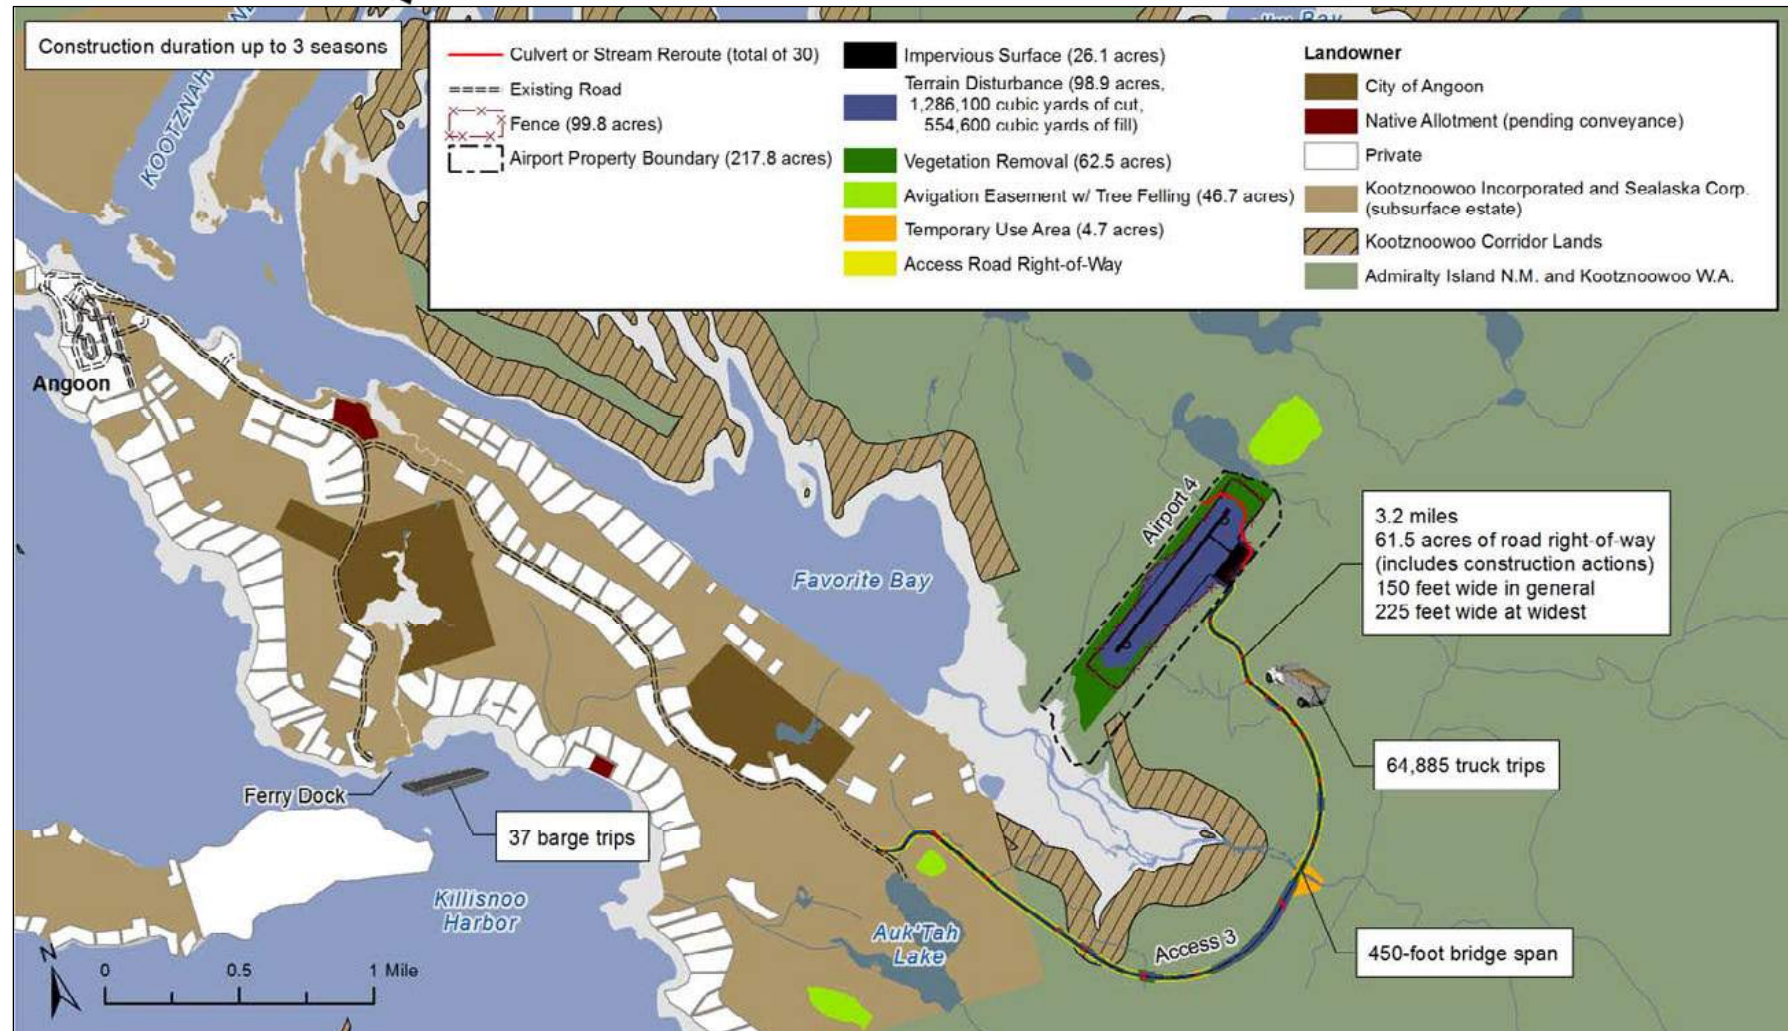 Construction duration up to 3 seasons
KOOTZNAH
Culvert or Stream Reroute (total of 30)
Existing Road
Fence (99.8 acres)
Airport Property Boundary (217.8 acres)
Impervious Surface (26.1 acres)
Terrain Disturbance (98.9 acres,
1,286,100 cubic yards of cut,
554,600 cubic yards of fill)
Vegetation Removal (62.5 acres)
Avigation Easement w/ Tree Felling (46.7 acres)
Temporary Use Area (4.7 acres)
Access Road Right-of-Way
Landowner
City of Angoon
Native Allotment (pending conveyance)
Private
Kootznoowoo Incorporated and Sealaska Corp.
(subsurface estate)
Kootznoowoo Corridor Lands
Admiralty Island N.M. and Kootznoowoo W.A.
Bay
Angoon
Airport 4
Favorite Bay
3.2 miles
61.5 acres of road right-of-way
(includes construction actions)
150 feet wide in general
225 feet wide at widest
64,885 truck trips
Ferry Dock
37 barge trips
Killisnoo
Harbor
Auk'Tah
Lake
Access 3
450-foot bridge span
N
0 0.5 1 Mile